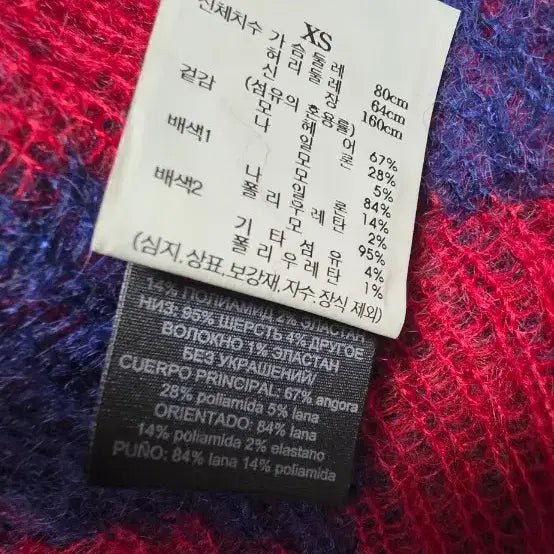 신체치수 XS
가슴둘레 80cm
허리둘레 64cm
신장 160cm
겉감 (섬유의 혼용률)
모헤어 67%
나일론 28%
모 5%
배색1 모 84%
나일론 14%
폴리우레탄 2%
배색2 모 95%
기타섬유 4%
폴리우레탄 1%
(심지,상표,보강재,자수,장식 제외)
14% ПОЛИАМИД 2% ЭЛАСТАН
НИЗ: 95% ШЕРСТЬ 4% ДРУГОЕ
ВОЛОКНО 1% ЭЛАСТАН
БЕЗ УКРАШЕНИЙ/
CUERPO PRINCIPAL: 67% angora
28% poliamida 5% lana
ORIENTADO: 84% lana
14% poliamida 2% elastano
PUÑO: 84% lana 14% poliamida